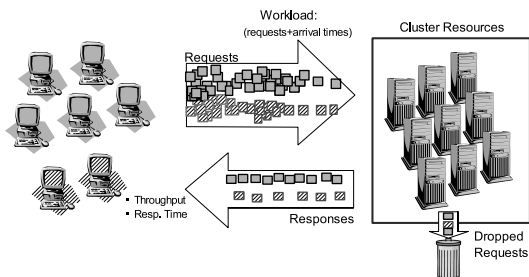 Workload:
(requests+arrival times)
Cluster Resources
Requests
▪ Throughput
▪ Resp. Time
Responses
Dropped
Requests